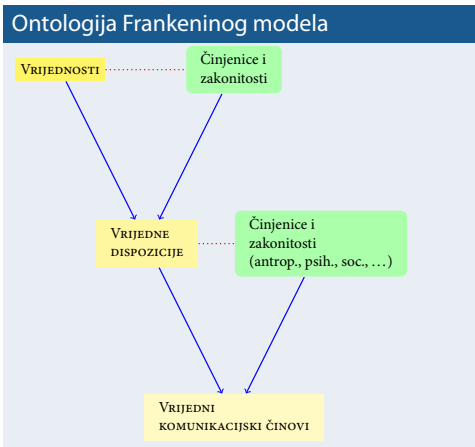 Ontologija Frankeninog modela
Vrijednosti
Činjenice i
zakonitosti
Vrijedne
dispozicije
Činjenice i
zakonitosti
(antrop., psih., soc., …)
Vrijedni
komunikacijski činovi